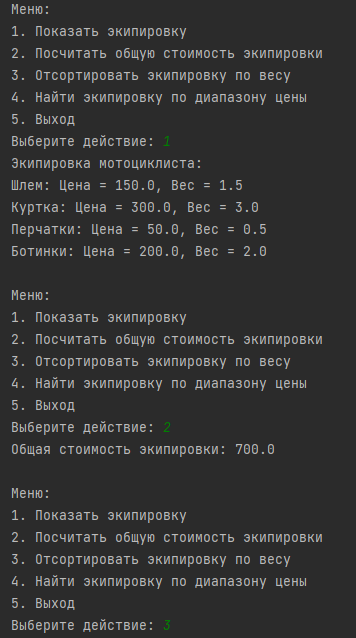 Меню:
1. Показать экипировку
2. Посчитать общую стоимость экипировки
3. Отсортировать экипировку по весу
4. Найти экипировку по диапазону цены
5. Выход
Выберите действие: 1
Экипировка мотоциклиста:
Шлем: Цена = 150.0, Вес = 1.5
Куртка: Цена = 300.0, Вес = 3.0
Перчатки: Цена = 50.0, Вес = 0.5
Ботинки: Цена = 200.0, Вес = 2.0
Меню:
1. Показать экипировку
2. Посчитать общую стоимость экипировки
3. Отсортировать экипировку по весу
4. Найти экипировку по диапазону цены
5. Выход
Выберите действие: 2
Общая стоимость экипировки: 700.0
Меню:
1. Показать экипировку
2. Посчитать общую стоимость экипировки
3. Отсортировать экипировку по весу
4. Найти экипировку по диапазону цены
5. Выход
Выберите действие: 3